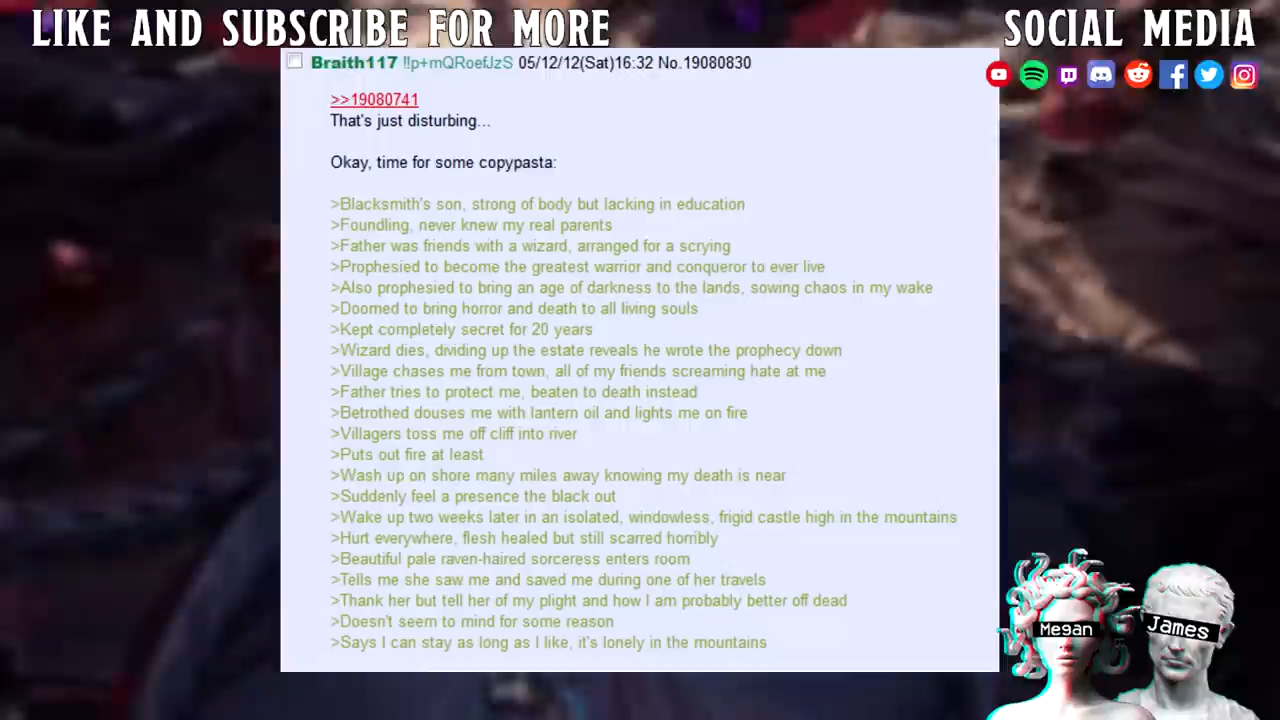 LIKE AND SUBSCRIBE FOR MORE
SOCIAL MEDIA
Braith117 !!p+mQRoefJzS 05/12/12(Sat)16:32 No.19080830
>>19080741
That's just disturbing...
Okay, time for some copypasta:
>Blacksmith's son, strong of body but lacking in education
>Foundling, never knew my real parents
>Father was friends with a wizard, arranged for a scrying
>Prophesied to become the greatest warrior and conqueror to ever live
>Also prophesied to bring an age of darkness to the lands, sowing chaos in my wake
>Doomed to bring horror and death to all living souls
>Kept completely secret for 20 years
>Wizard dies, dividing up the estate reveals he wrote the prophecy down
>Village chases me from town, all of my friends screaming hate at me
>Father tries to protect me, beaten to death instead
>Betrothed douses me with lantern oil and lights me on fire
>Villagers toss me off cliff into river
>Puts out fire at least
>Wash up on shore many miles away knowing my death is near
>Suddenly feel a presence the black out
>Wake up two weeks later in an isolated, windowless, frigid castle high in the mountains
>Hurt everywhere, flesh healed but still scarred horribly
>Beautiful pale raven-haired sorceress enters room
>Tells me she saw me and saved me during one of her travels
>Thank her but tell her of my plight and how I am probably better off dead
>Doesn't seem to mind for some reason
>Says I can stay as long as I like, it's lonely in the mountains
Megan
James